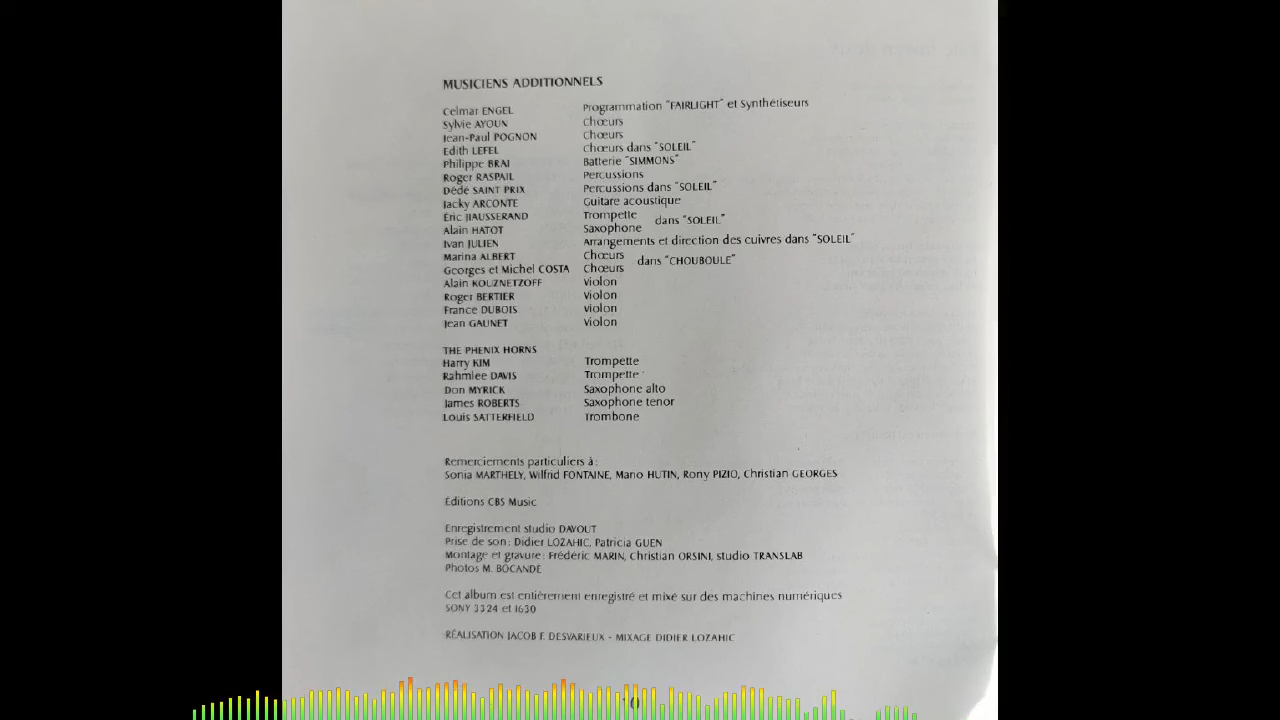 MUSICIENS ADDITIONNELS
Celmar ENGEL Programmation "FAIRLIGHT" et Synthétiseurs
Sylvie AYOUN Chœurs
Jean-Paul POGNON Chœurs
Edith LEFEL Chœurs dans "SOLEIL"
Philippe BRAI Batterie "SIMMONS"
Roger RASPAIL Percussions
Dédé SAINT PRIX Percussions dans "SOLEIL"
Jacky ARCONTE Guitare acoustique
Éric HAUSSERAND Trompette
dans "SOLEIL"
Alain HATOT Saxophone
Ivan JULIEN Arrangements et direction des cuivres dans "SOLEIL"
Marina ALBERT Chœurs
dans "CHOUBOULE"
Georges et Michel COSTA Chœurs
Alain KOUZNETZOFF Violon
Roger BERTIER Violon
France DUBOIS Violon
Jean GAUNET Violon
THE PHENIX HORNS
Harry KIM Trompette
Rahmlee DAVIS Trompette
Don MYRICK Saxophone alto
James ROBERTS Saxophone tenor
Louis SATTERFIELD Trombone
Remerciements particuliers à :
Sonia MARTHELY, Wilfrid FONTAINE, Mano HUTIN, Rony PIZIO, Christian GEORGES
Éditions CBS Music
Enregistrement studio DAVOUT
Prise de son : Didier LOZAHIC, Patricia GUEN
Montage et gravure : Frédéric MARIN, Christian ORSINI, studio TRANSLAB
Photos M. BOCANDÉ
Cet album est entièrement enregistré et mixé sur des machines numériques
SONY 3324 et 1630
RÉALISATION JACOB F. DESVARIEUX - MIXAGE DIDIER LOZAHIC
10